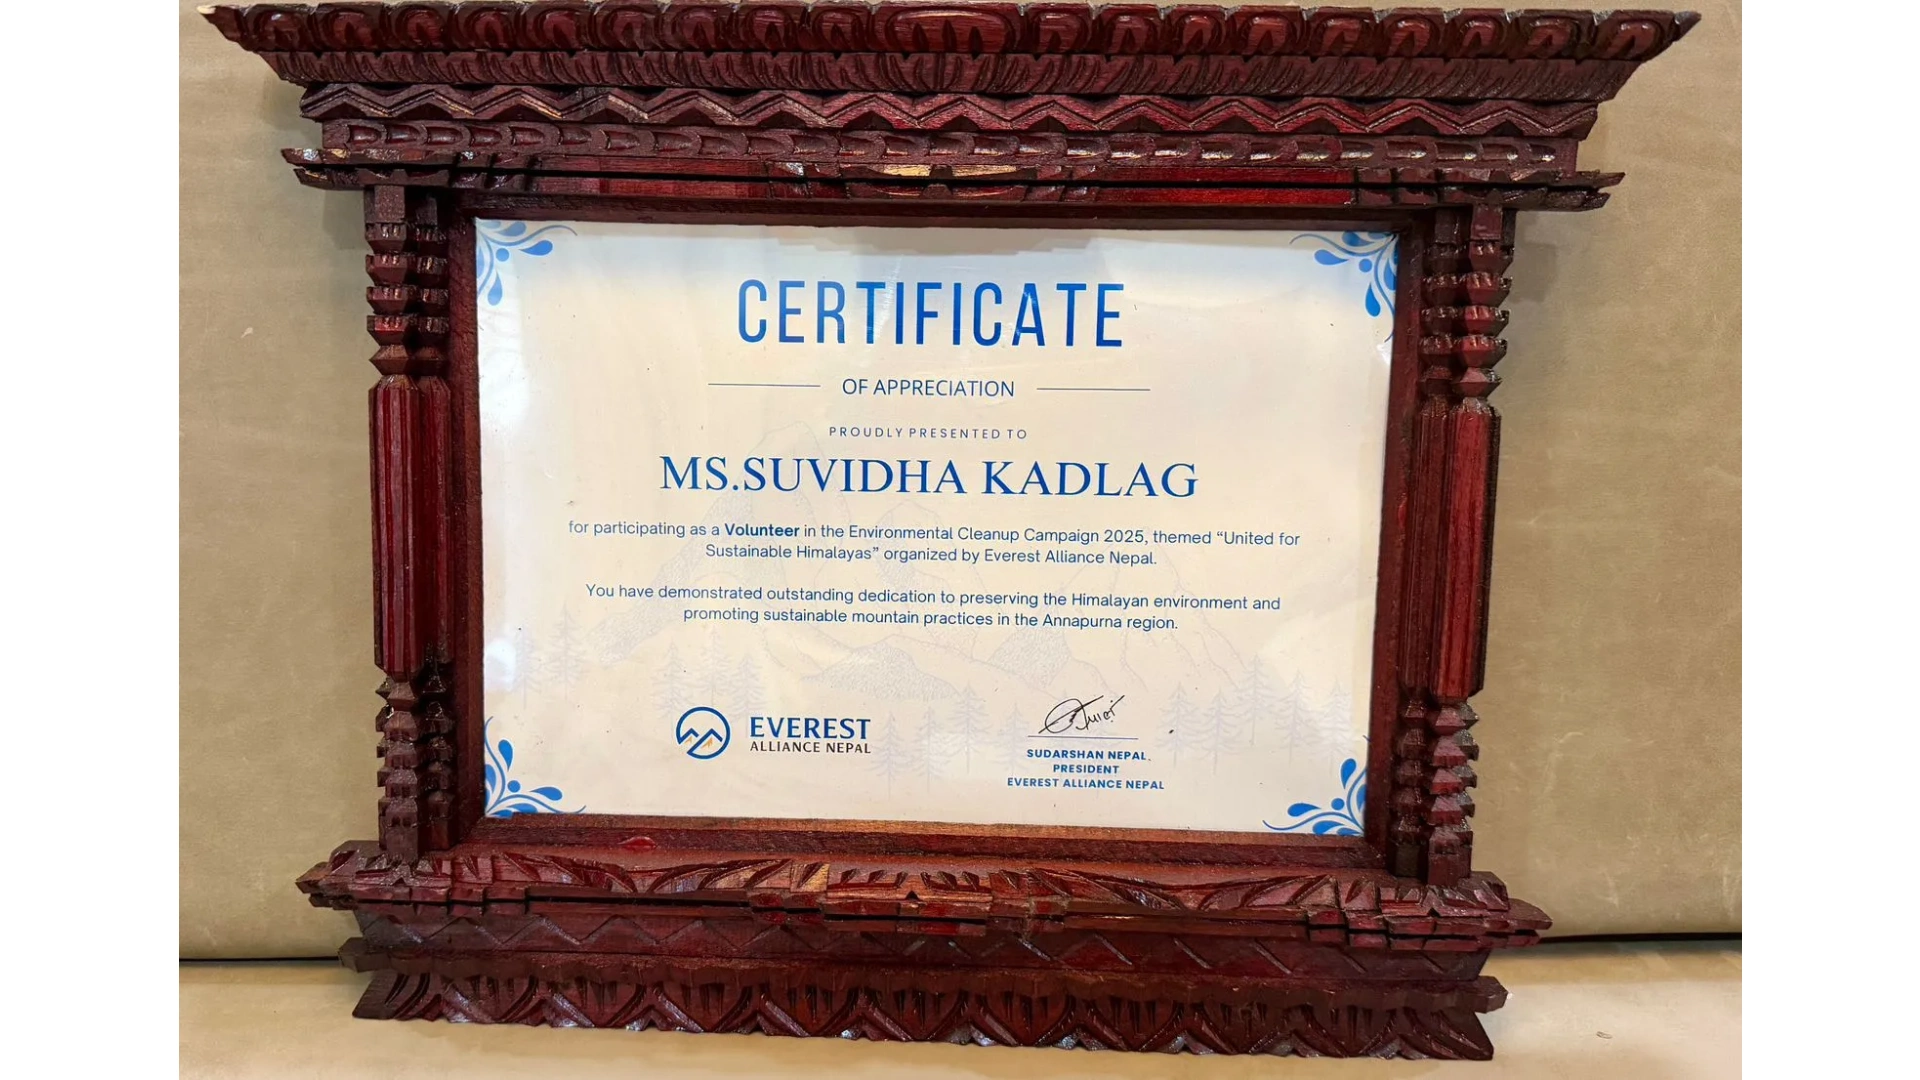 CERTIFICATE
OF APPRECIATION
PROUDLY PRESENTED TO
MS.SUVIDHA KADLAG
for participating as a Volunteer in the Environmental Cleanup Campaign 2025, themed “United for
Sustainable Himalayas” organized by Everest Alliance Nepal.
You have demonstrated outstanding dedication to preserving the Himalayan environment and
promoting sustainable mountain practices in the Annapurna region.
EVEREST
ALLIANCE NEPAL
SUDARSHAN NEPAL,
PRESIDENT
EVEREST ALLIANCE NEPAL